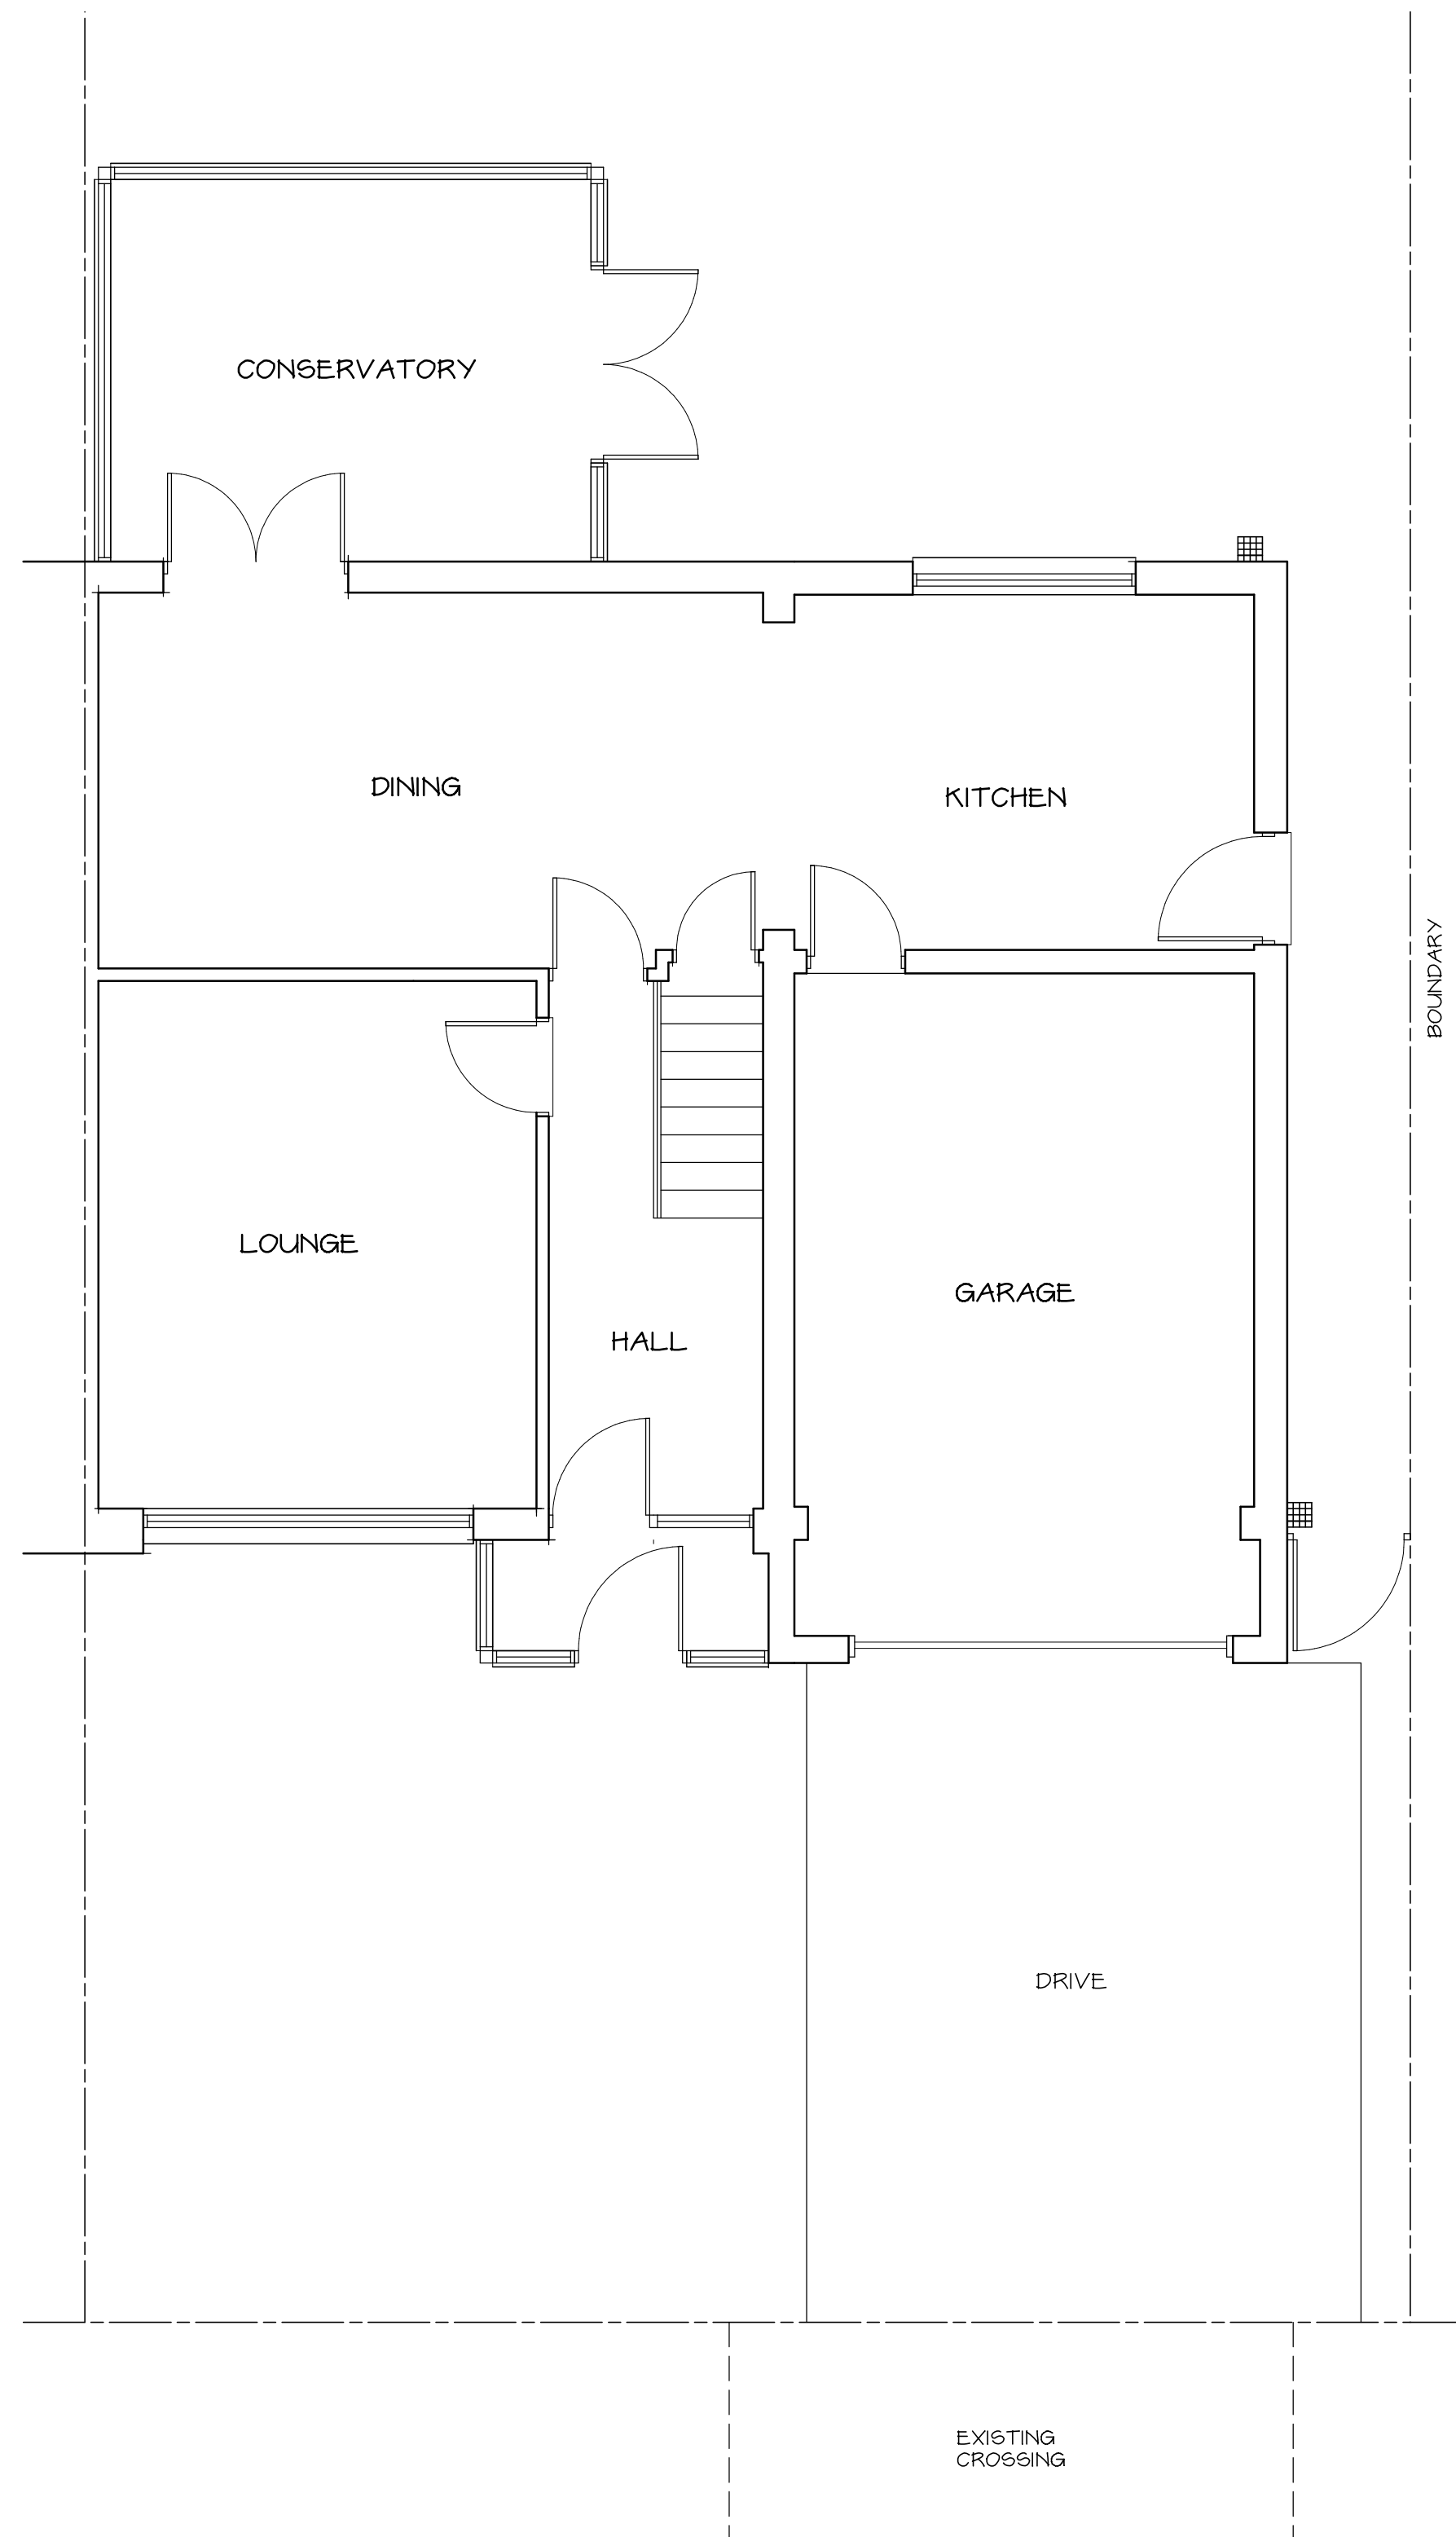 CONSERVATORY
DINING
KITCHEN
BOUNDARY
LOUNGE
GARAGE
HALL
DRIVE
EXISTING
CROSSING